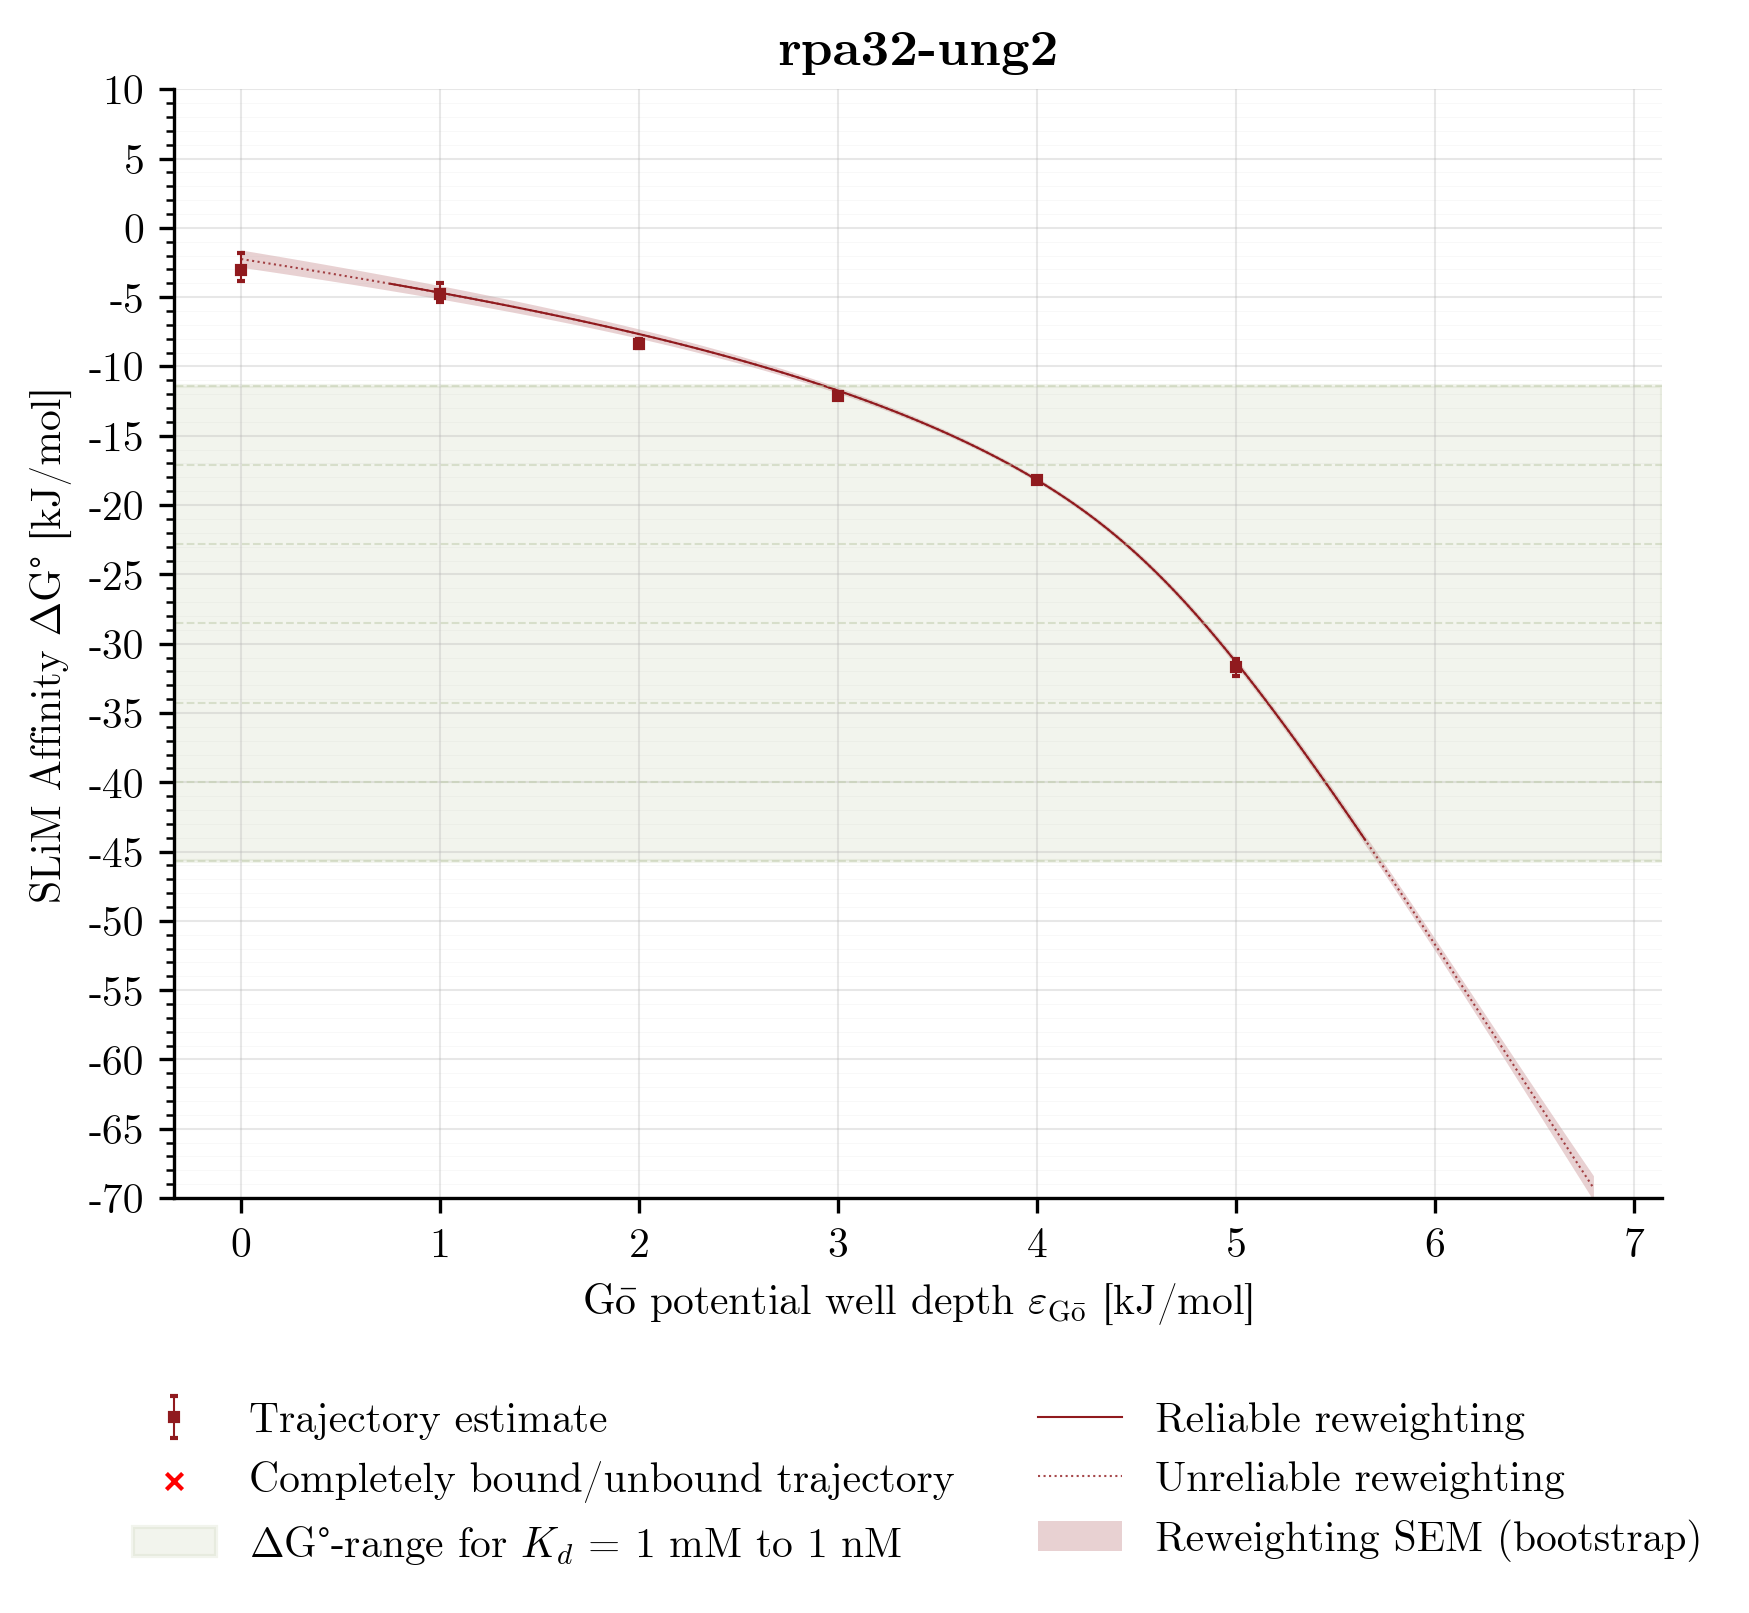 rpa32-ung2
10
5
0
-5
-10
-15
-20
-25
-30
-35
-40
-45
-50
-55
-60
-65
-70
SLiM Affinity ΔG° [kJ/mol]
0 1 2 3 4 5 6 7
Gō potential well depth ε_Gō [kJ/mol]
Trajectory estimate
Completely bound/unbound trajectory
ΔG°-range for K_d = 1 mM to 1 nM
Reliable reweighting
Unreliable reweighting
Reweighting SEM (bootstrap)